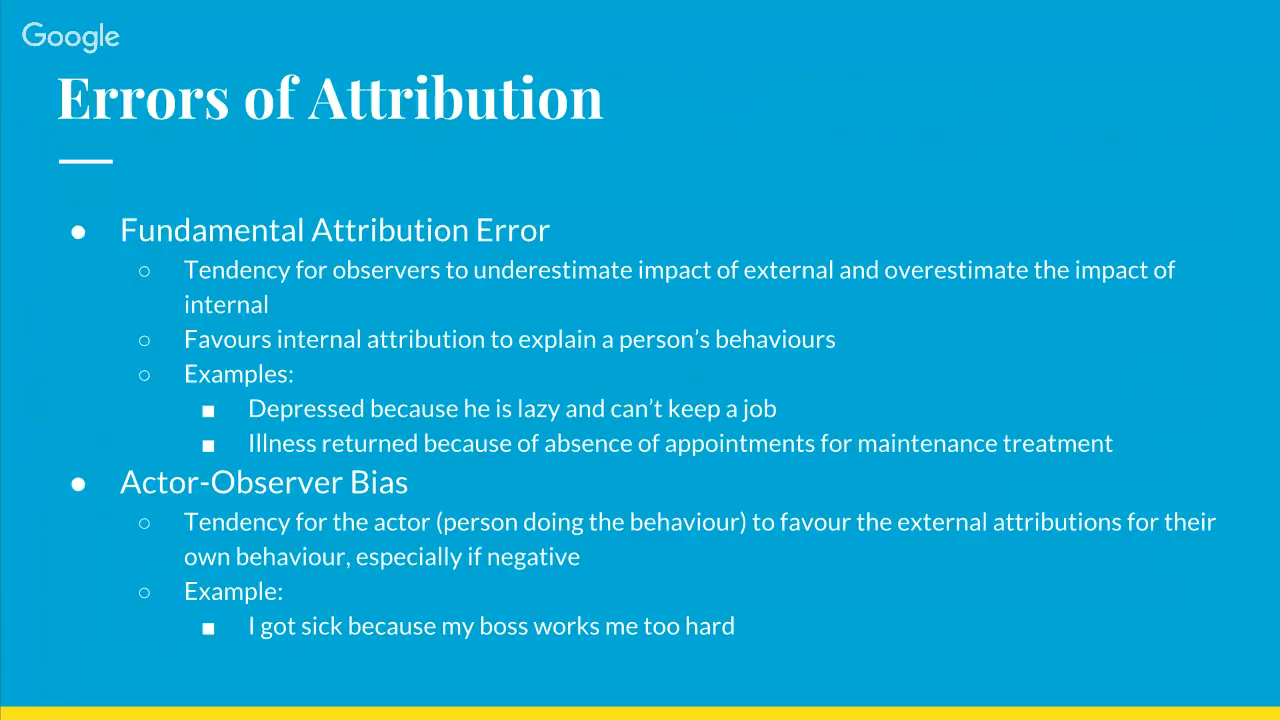 Google
Errors of Attribution
● Fundamental Attribution Error
○ Tendency for observers to underestimate impact of external and overestimate the impact of
internal
○ Favours internal attribution to explain a person’s behaviours
○ Examples:
■ Depressed because he is lazy and can’t keep a job
■ Illness returned because of absence of appointments for maintenance treatment
● Actor-Observer Bias
○ Tendency for the actor (person doing the behaviour) to favour the external attributions for their
own behaviour, especially if negative
○ Example:
■ I got sick because my boss works me too hard